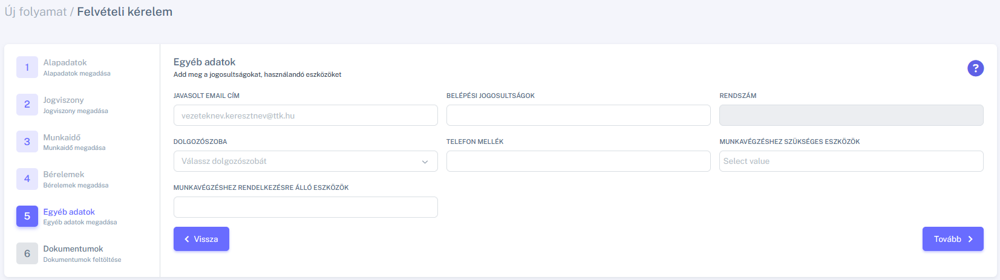 Új folyamat / Felvételi kérelem
1
Alapadatok
Alapadatok megadása
2
Jogviszony
Jogviszony megadása
3
Munkaidő
Munkaidő megadása
4
Bérelemek
Bérelemek megadása
5
Egyéb adatok
Egyéb adatok megadása
6
Dokumentumok
Dokumentumok feltöltése
Egyéb adatok
Add meg a jogosultságokat, használandó eszközöket
?
JAVASOLT EMAIL CÍM
vezeteknev.keresztnev@ttk.hu
BELÉPÉSI JOGOSULTSÁGOK
RENDSZÁM
DOLGOZÓSZOBA
Válassz dolgozószobát
TELEFON MELLÉK
MUNKAVÉGZÉSHEZ SZÜKSÉGES ESZKÖZÖK
Select value
MUNKAVÉGZÉSHEZ RENDELKEZÉSRE ÁLLÓ ESZKÖZÖK
Vissza
Tovább